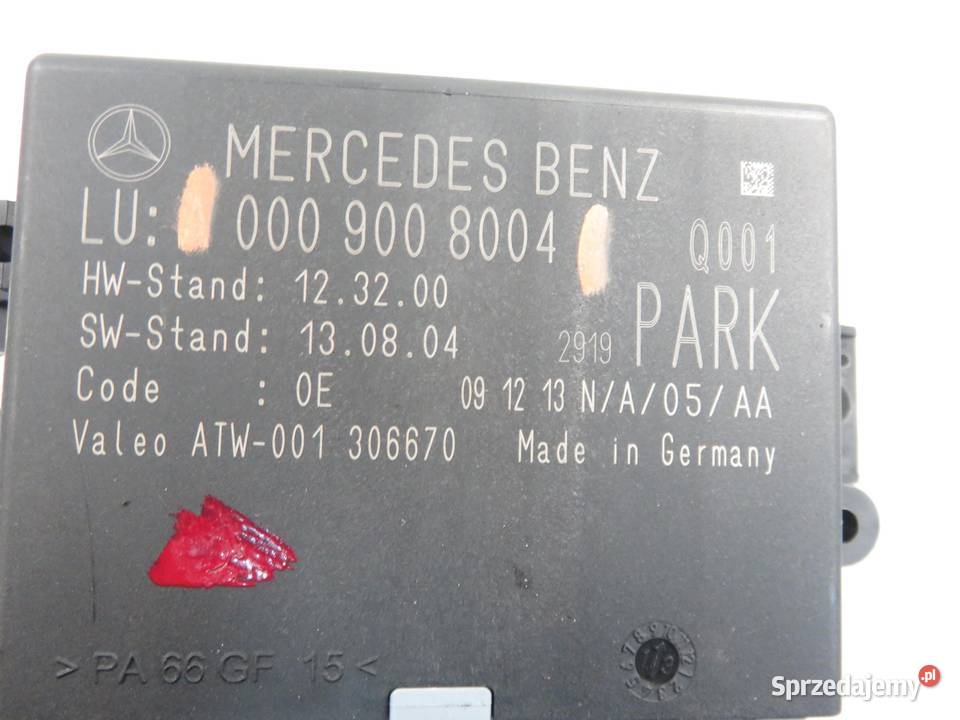 MERCEDES BENZ
LU: A 000 900 8004
Q001
HW-Stand: 12.32.00
SW-Stand: 13.08.04
2919 PARK
Code : 0E 09 12 13 N/A/05/AA
Valeo ATW-001 306670 Made in Germany
>PA 66 GF 15<
13
Sprzedajemy.pl